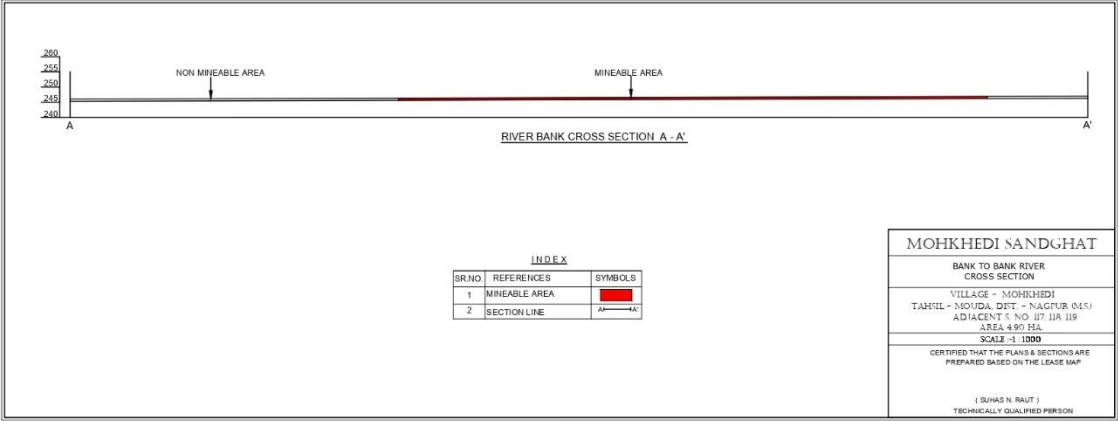 260
255
250
245
240
NON MINEABLE AREA
MINEABLE AREA
A
A'
RIVER BANK CROSS SECTION A - A'
INDEX
SR.NO. REFERENCES SYMBOLS
1 MINEABLE AREA
2 SECTION LINE A A'
MOHKHEDI SANDGHAT
BANK TO BANK RIVER
CROSS SECTION
VILLAGE - MOHKHEDI
TAHSIL - MOUDA, DIST. - NAGPUR (M.S.)
ADJACENT S. NO. 117, 118, 119
AREA 4.90 HA.
SCALE :-1 : 1000
CERTIFIED THAT THE PLANS & SECTIONS ARE
PREPARED BASED ON THE LEASE MAP
( SUHAS N. RAUT )
TECHNICALLY QUALIFIED PERSON